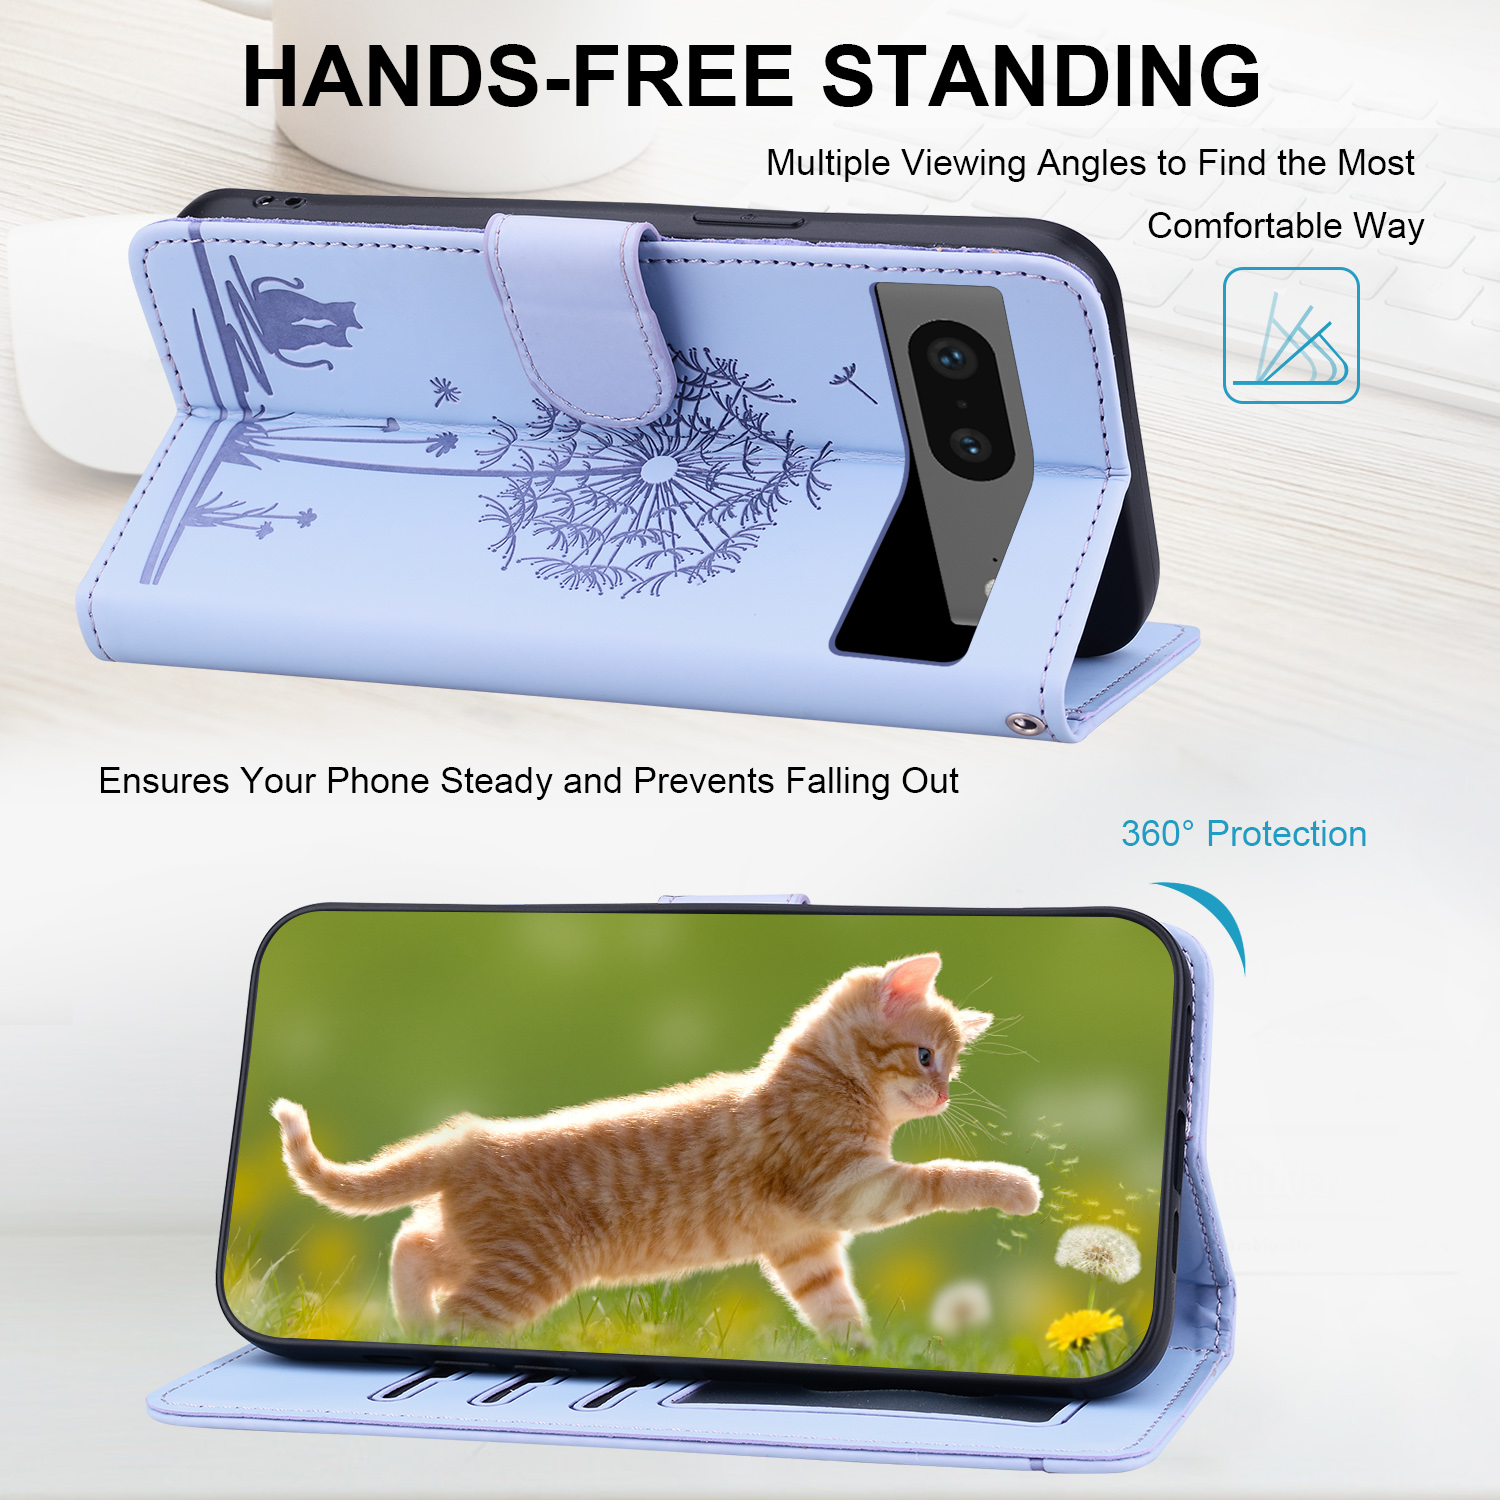 HANDS-FREE STANDING
Multiple Viewing Angles to Find the Most
Comfortable Way
Ensures Your Phone Steady and Prevents Falling Out
360° Protection